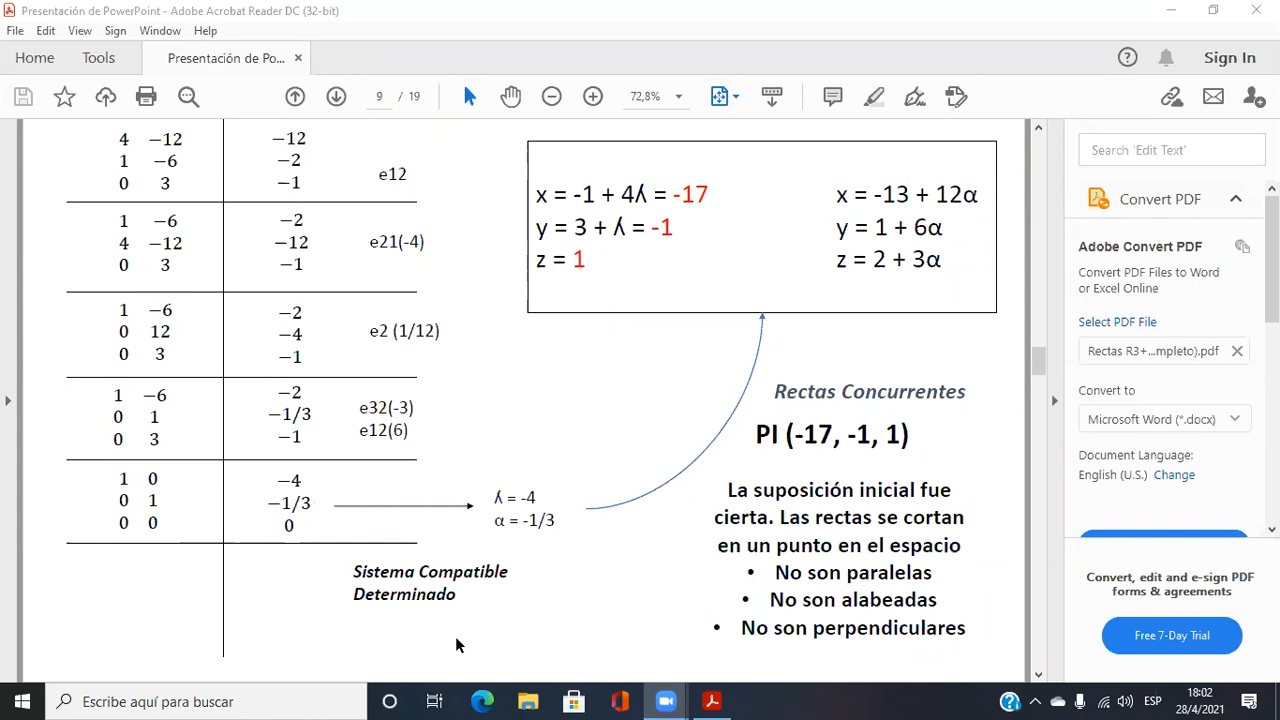 Presentación de PowerPoint - Adobe Acrobat Reader DC (32-bit)
File Edit View Sign Window Help
Home Tools Presentación de Po... × Sign In
9 / 19 72,8%
4 −12 −12
1 −6 −2
0 3 −1
e12
1 −6 −2
4 −12 −12
0 3 −1
e21(-4)
1 −6 −2
0 12 −4
0 3 −1
e2 (1/12)
1 −6 −2
0 1 −1/3
0 3 −1
e32(-3)
e12(6)
1 0 −4
0 1 −1/3
0 0 0
ʎ = -4
α = -1/3
Sistema Compatible
Determinado
x = -1 + 4ʎ = -17
y = 3 + ʎ = -1
z = 1
x = -13 + 12α
y = 1 + 6α
z = 2 + 3α
Rectas Concurrentes
PI (-17, -1, 1)
La suposición inicial fue
cierta. Las rectas se cortan
en un punto en el espacio
• No son paralelas
• No son alabeadas
• No son perpendiculares
Search 'Edit Text'
Convert PDF
Adobe Convert PDF
Convert PDF Files to Word
or Excel Online
Select PDF File
Rectas R3+...mpleto).pdf
Convert to
Microsoft Word (*.docx)
Document Language:
English (U.S.) Change
Convert, edit and e-sign PDF
forms & agreements
Free 7-Day Trial
Escribe aquí para buscar
ESP
18:02
28/4/2021